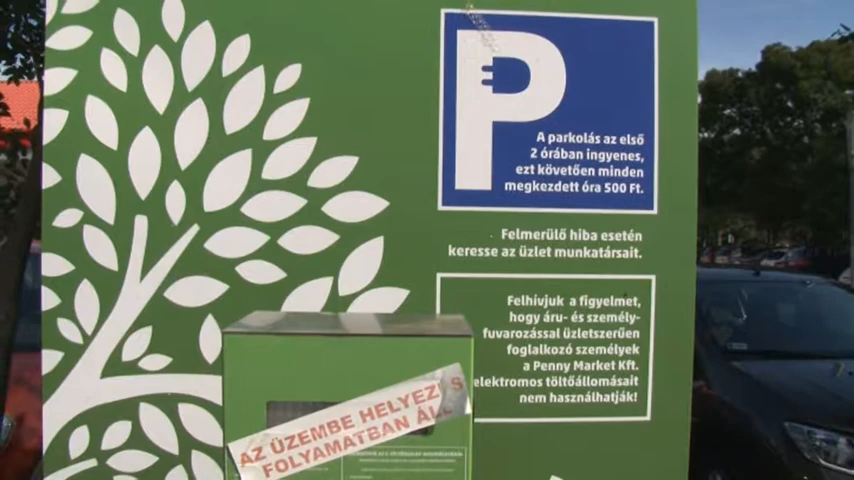 P
A parkolás az első
2 órában ingyenes,
ezt követően minden
megkezdett óra 500 Ft.
Felmerülő hiba esetén
keresse az üzlet munkatársait.
Felhívjuk a figyelmet,
hogy áru- és személy-
fuvarozással üzletszerűen
foglalkozó személyek
a Penny Market Kft.
elektromos töltőállomásait
nem használhatják!
AZ ÜZEMBE HELYEZ S
FOLYAMATBAN ÁLL